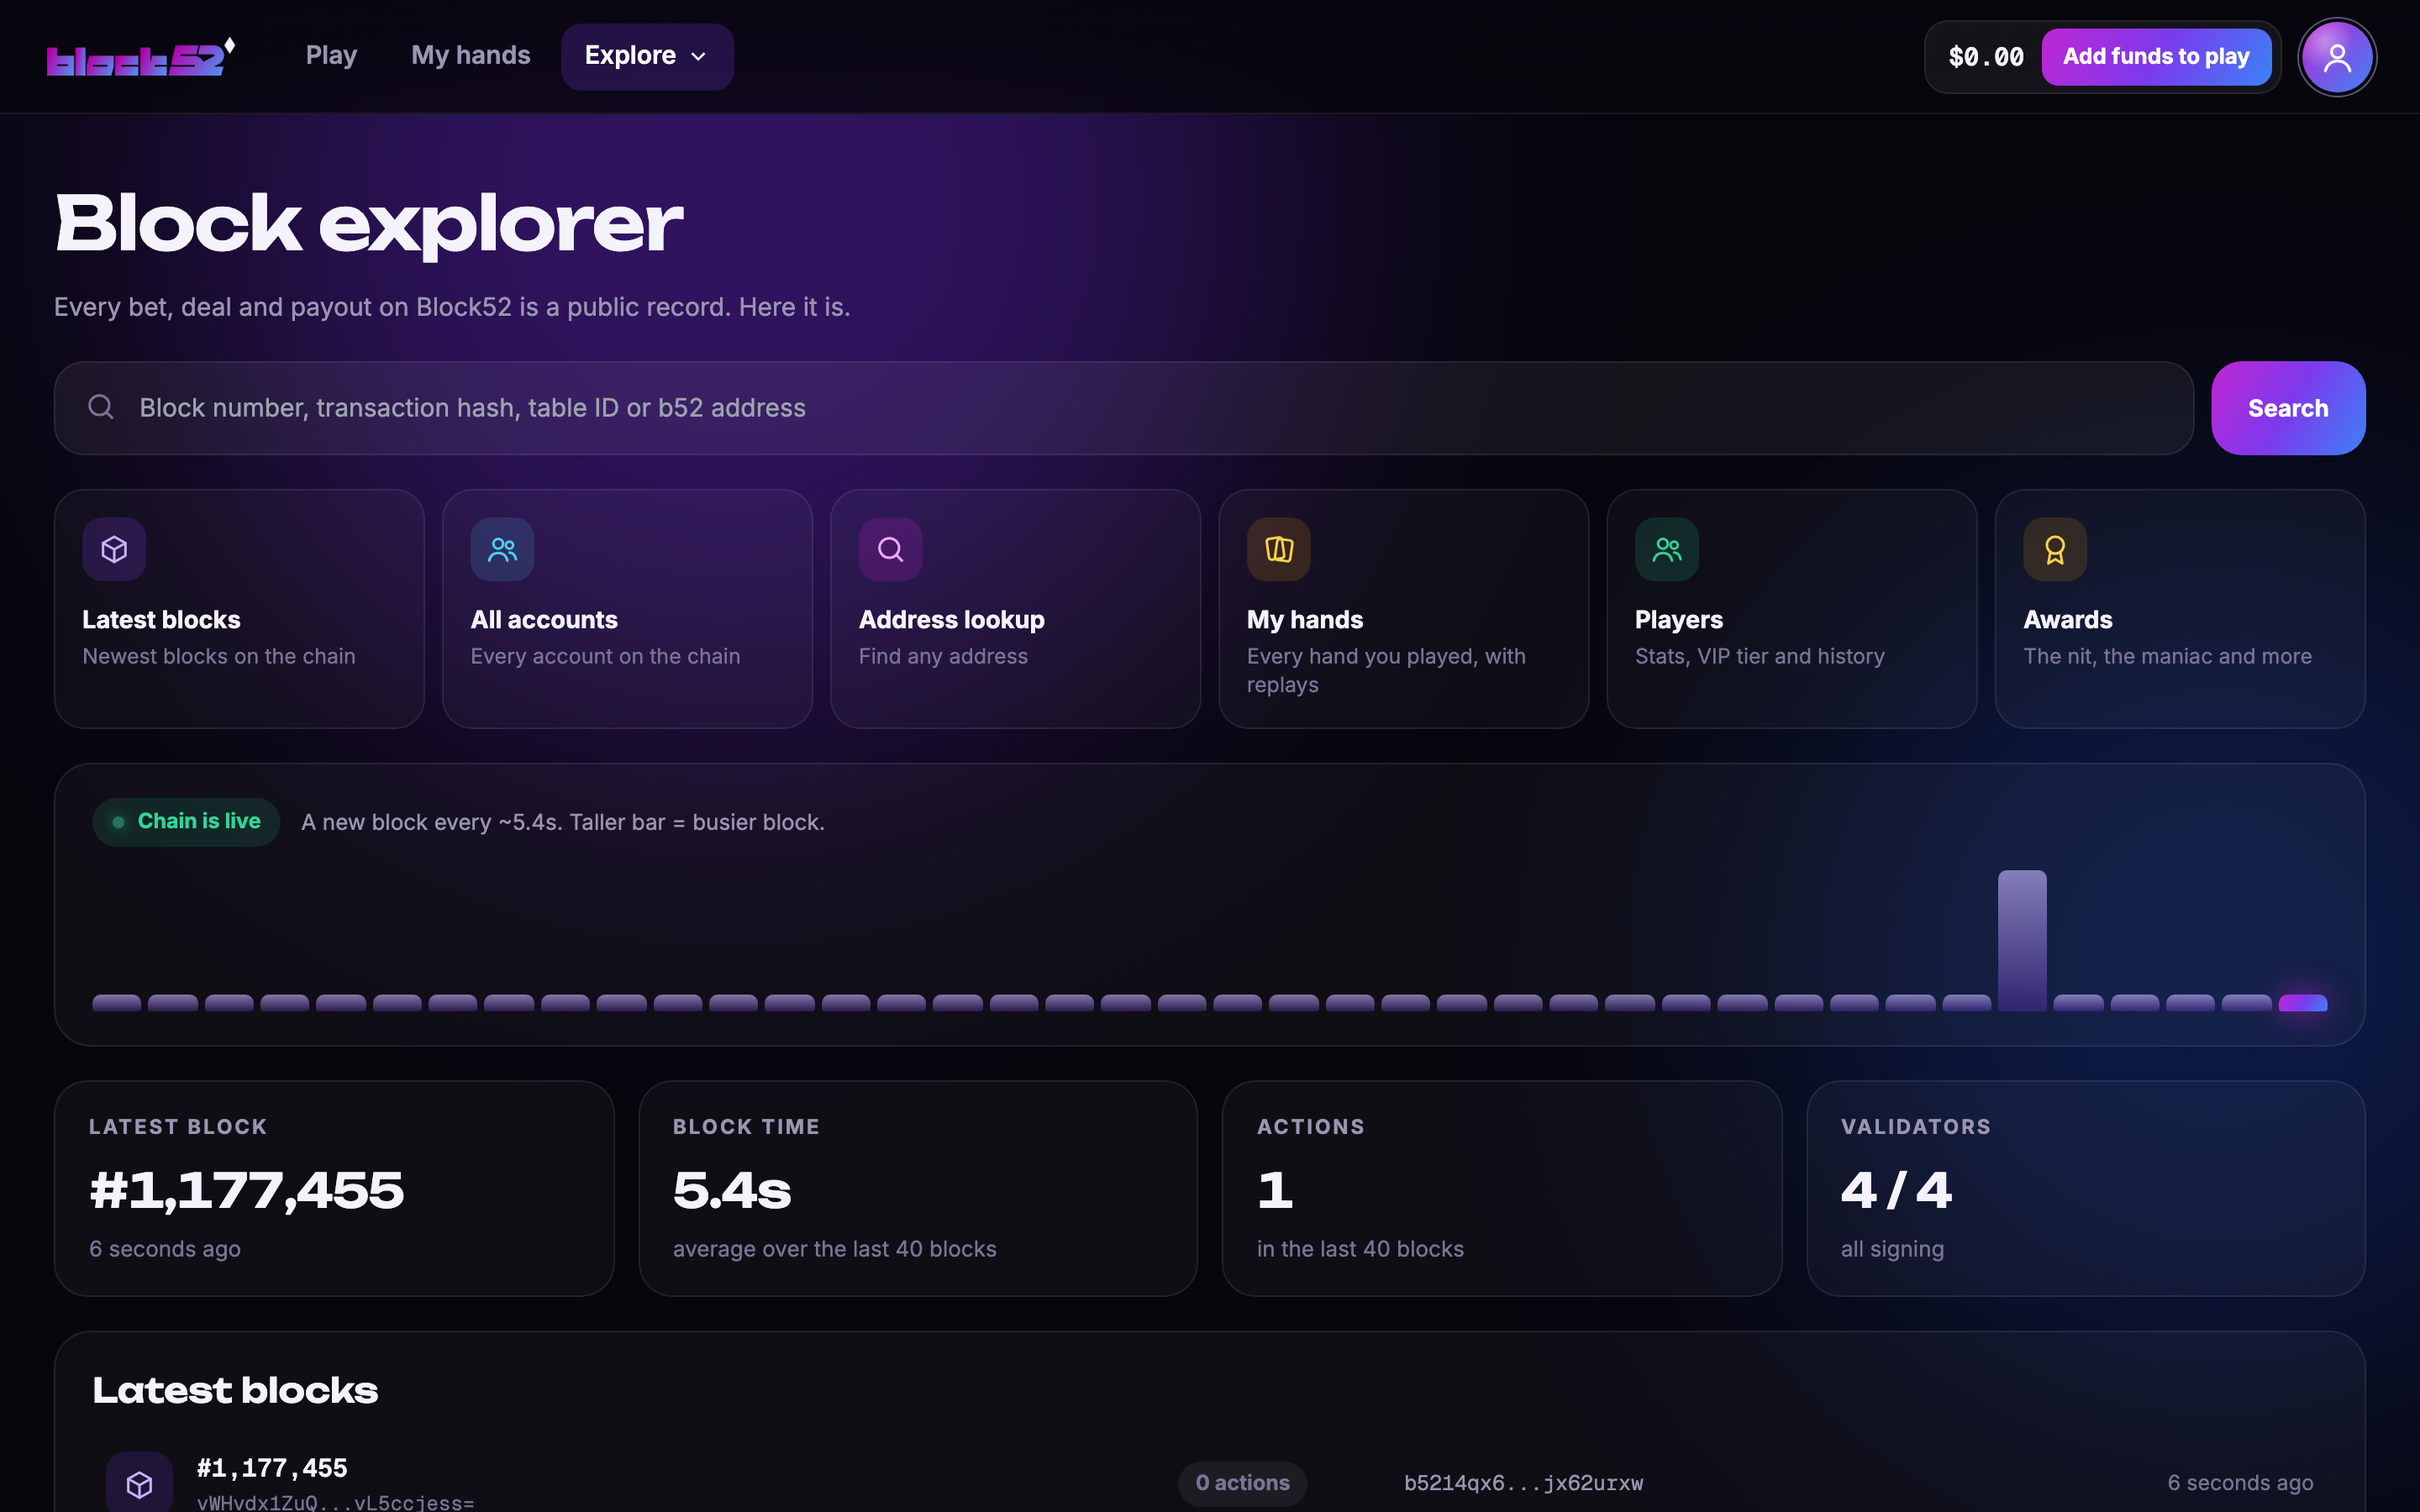 block52
Play
My hands
Explore
$0.00
Add funds to play
Block explorer
Every bet, deal and payout on Block52 is a public record. Here it is.
Block number, transaction hash, table ID or b52 address
Search
Latest blocks
Newest blocks on the chain
All accounts
Every account on the chain
Address lookup
Find any address
My hands
Every hand you played, with
replays
Players
Stats, VIP tier and history
Awards
The nit, the maniac and more
Chain is live
A new block every ~5.4s. Taller bar = busier block.
LATEST BLOCK
#1,177,455
6 seconds ago
BLOCK TIME
5.4s
average over the last 40 blocks
ACTIONS
1
in the last 40 blocks
VALIDATORS
4 / 4
all signing
Latest blocks
#1,177,455
vWHvdx1ZuQ...vL5ccjess=
0 actions
b5214qx6...jx62urxw
6 seconds ago